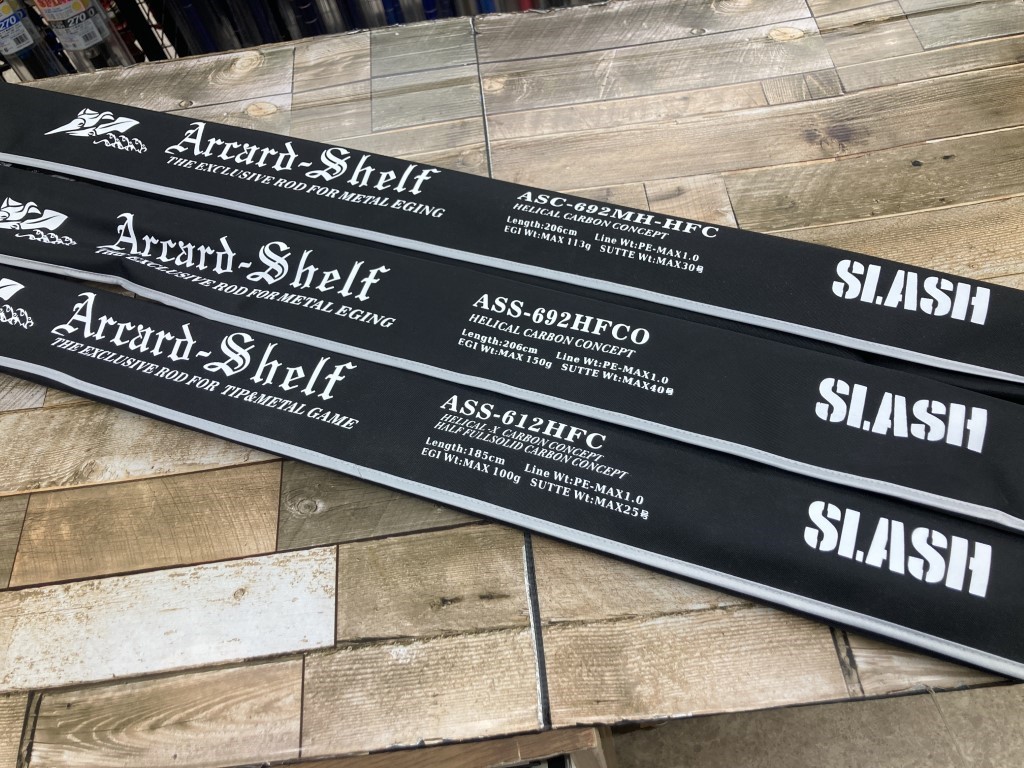 270
270
Arcard-Shelf
THE EXCLUSIVE ROD FOR METAL EGING
ASC-692MH-HFC
HELICAL CARBON CONCEPT
Length:206cm Line Wt:PE-MAX1.0
EGI Wt:MAX 113g SUTTE Wt:MAX30号
SLASH
Arcard-Shelf
THE EXCLUSIVE ROD FOR METAL EGING
ASS-692HFCO
HELICAL CARBON CONCEPT
Length:206cm Line Wt:PE-MAX1.0
EGI Wt:MAX 150g SUTTE Wt:MAX40号
SLASH
Arcard-Shelf
THE EXCLUSIVE ROD FOR TIP&METAL GAME
ASS-612HFC
HELICAL-X CARBON CONCEPT
HALF FULLSOLID CARBON CONCEPT
Length:185cm Line Wt:PE-MAX1.0
EGI Wt:MAX 100g SUTTE Wt:MAX25号
SLASH